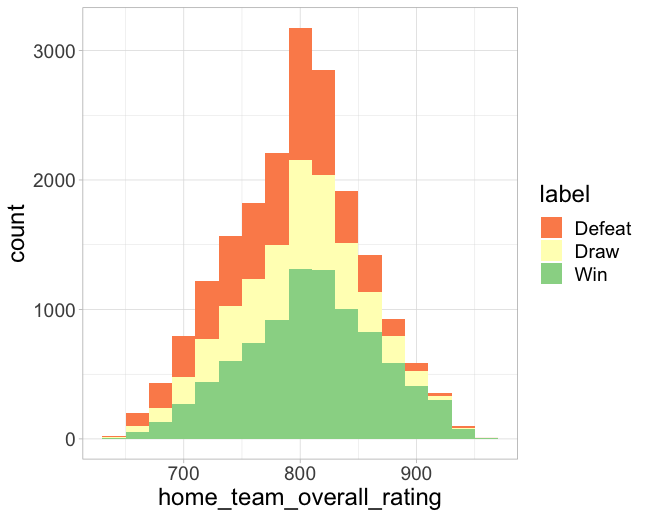 3000
2000
1000
0
count
700 800 900
home_team_overall_rating
label
Defeat
Draw
Win